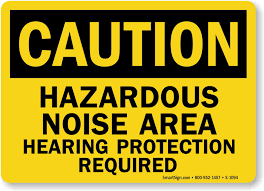 CAUTION
HAZARDOUS
NOISE AREA
HEARING PROTECTION
REQUIRED